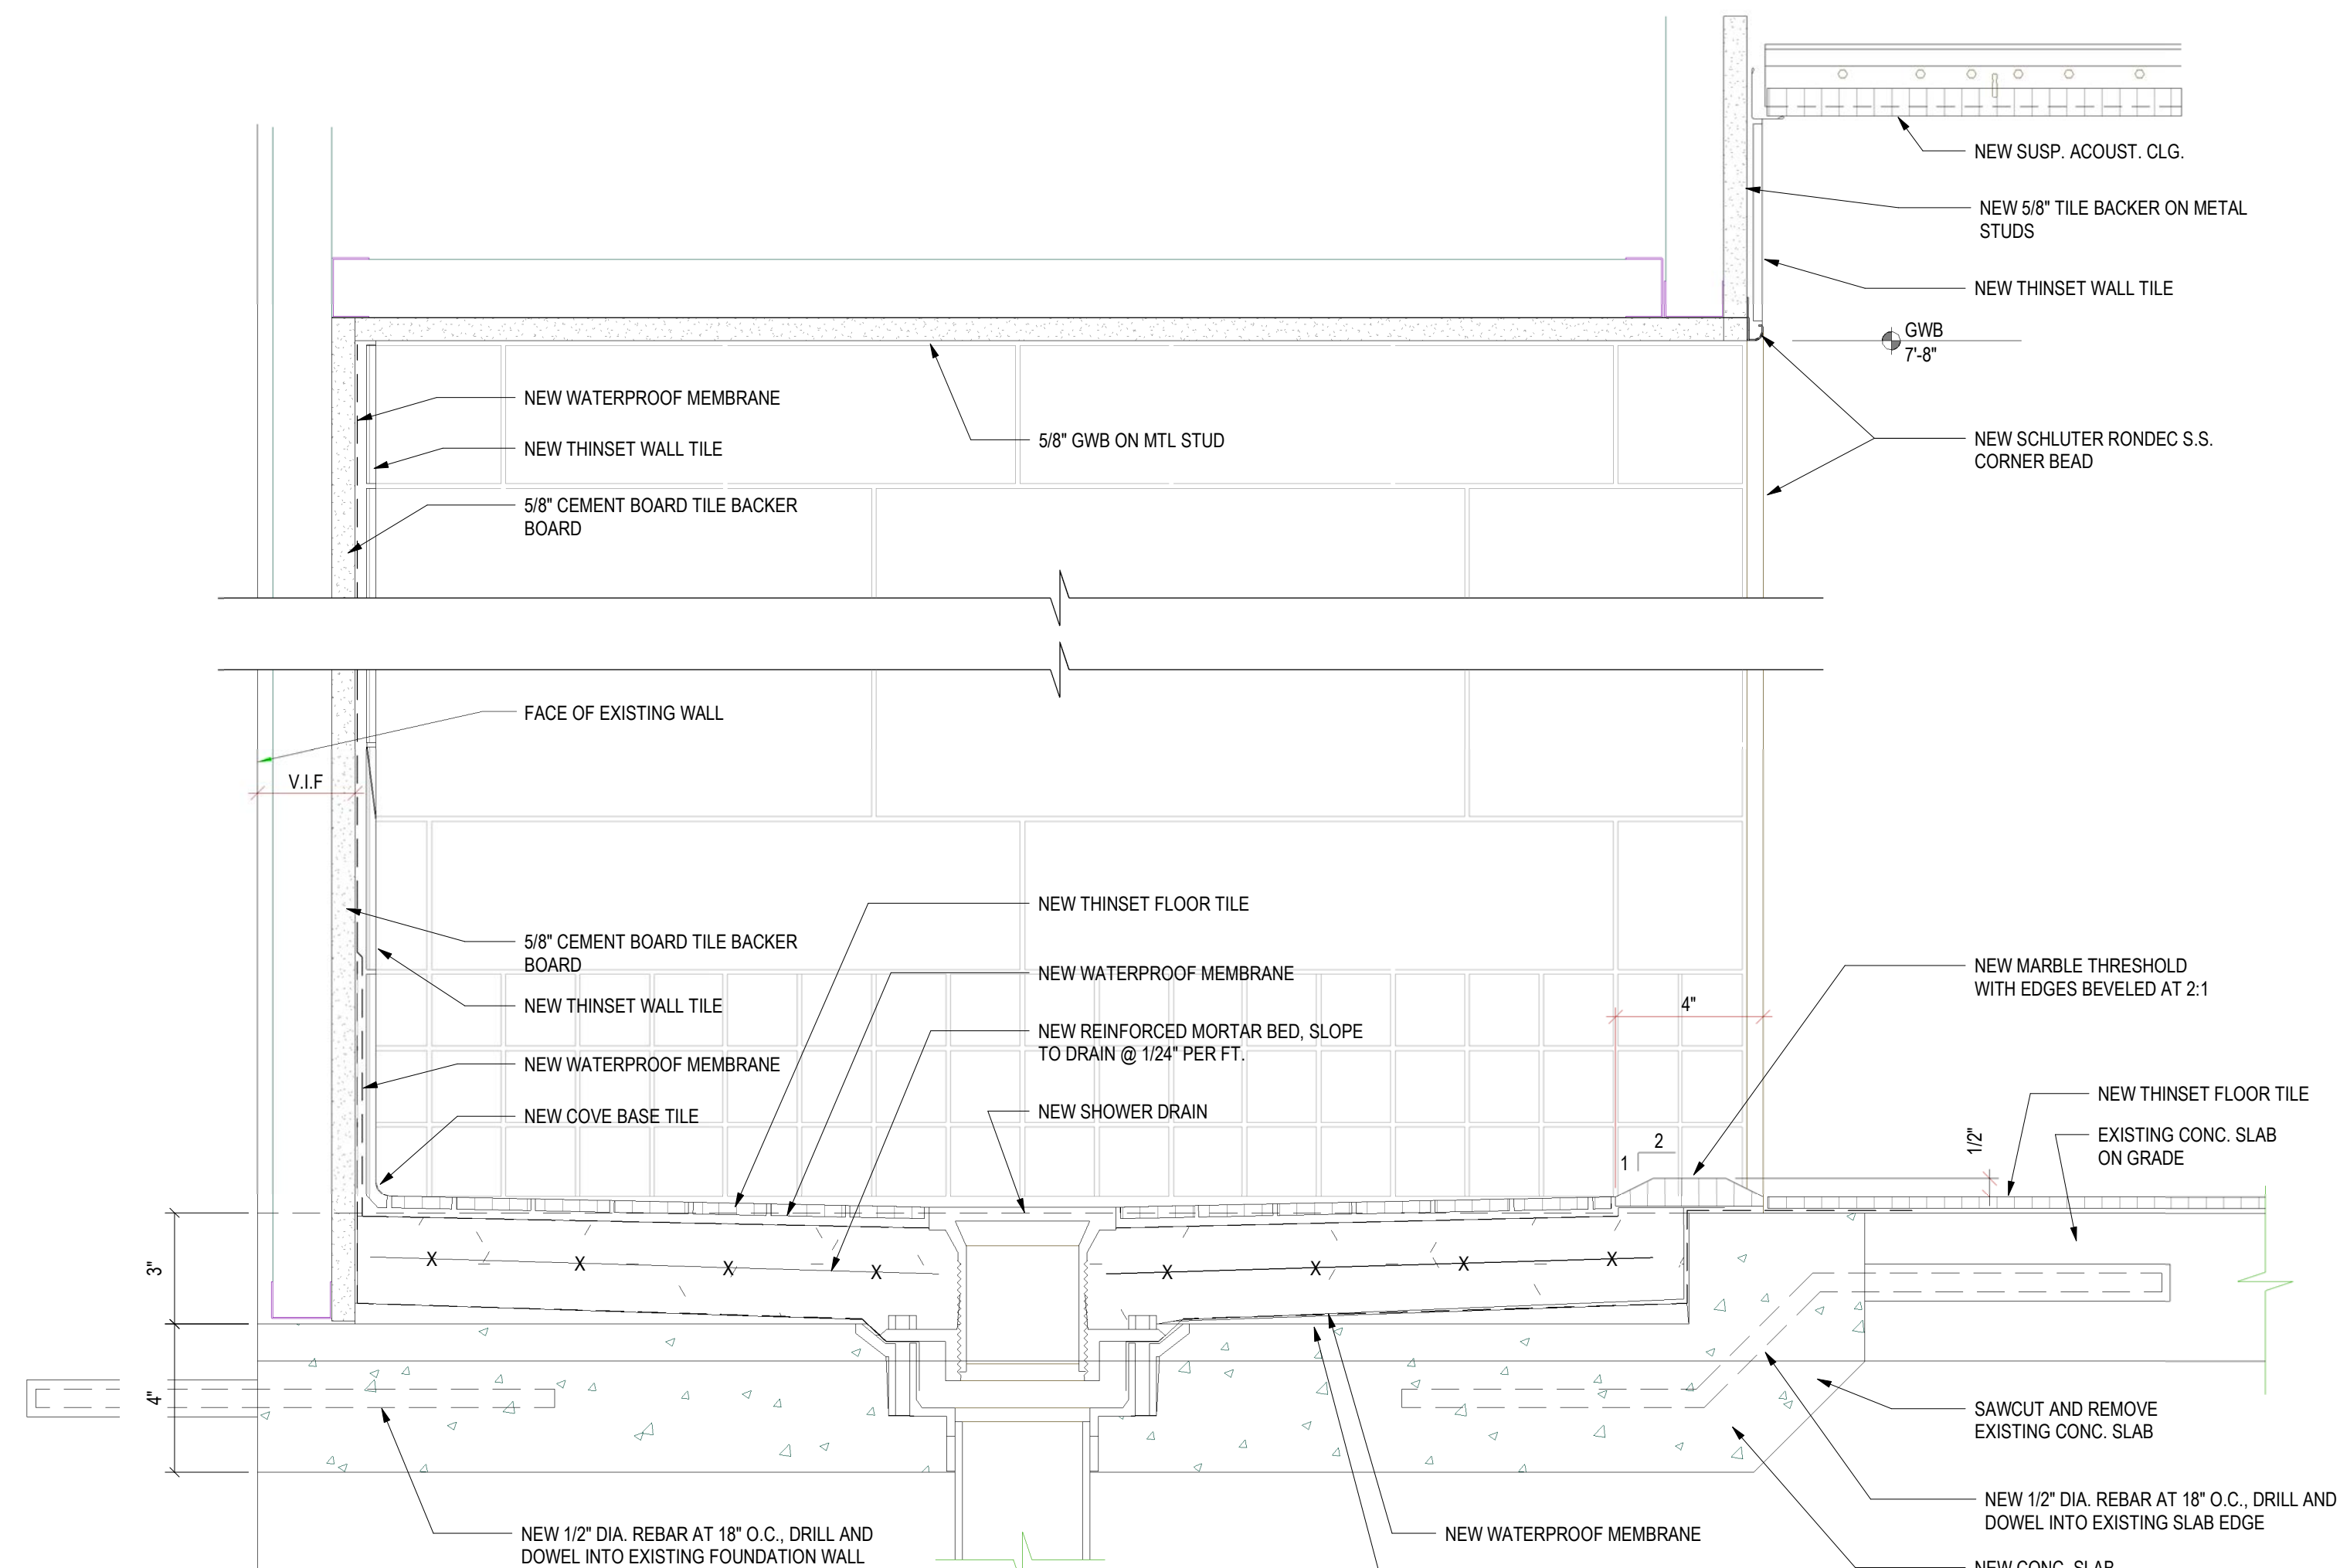 NEW SUSP. ACOUST. CLG.
NEW 5/8" TILE BACKER ON METAL
STUDS
NEW THINSET WALL TILE
GWB
7'-8"
NEW SCHLUTER RONDEC S.S.
CORNER BEAD
NEW WATERPROOF MEMBRANE
NEW THINSET WALL TILE
5/8" CEMENT BOARD TILE BACKER
BOARD
5/8" GWB ON MTL STUD
FACE OF EXISTING WALL
V.I.F
5/8" CEMENT BOARD TILE BACKER
BOARD
NEW THINSET WALL TILE
NEW WATERPROOF MEMBRANE
NEW COVE BASE TILE
NEW THINSET FLOOR TILE
NEW WATERPROOF MEMBRANE
NEW REINFORCED MORTAR BED, SLOPE
TO DRAIN @ 1/24" PER FT.
NEW SHOWER DRAIN
4"
NEW MARBLE THRESHOLD
WITH EDGES BEVELED AT 2:1
2
1
1/2"
NEW THINSET FLOOR TILE
EXISTING CONC. SLAB
ON GRADE
3"
X X X X X X X X
4"
SAWCUT AND REMOVE
EXISTING CONC. SLAB
NEW 1/2" DIA. REBAR AT 18" O.C., DRILL AND
DOWEL INTO EXISTING SLAB EDGE
NEW 1/2" DIA. REBAR AT 18" O.C., DRILL AND
DOWEL INTO EXISTING FOUNDATION WALL
NEW WATERPROOF MEMBRANE
NEW CONC. SLAB